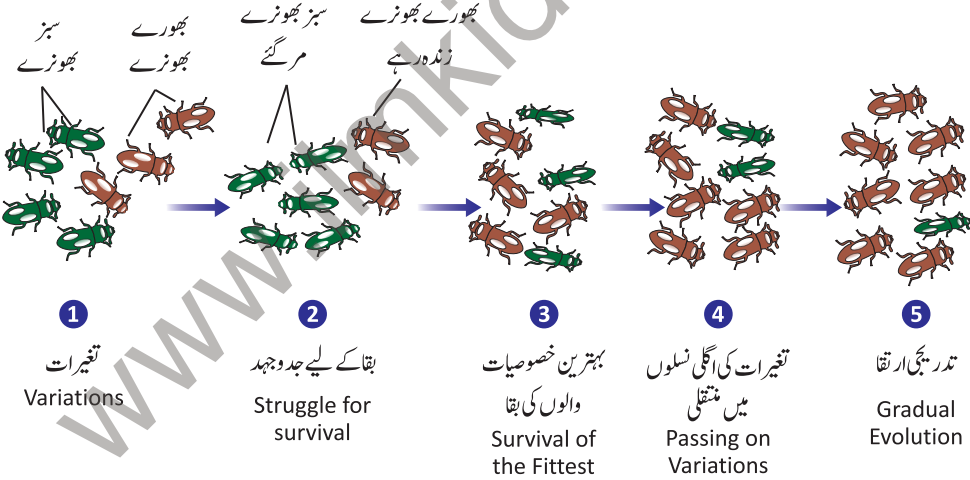 سبز
بھونرے
بھورے
بھونرے
سبز بھونرے
مر گئے
بھورے بھونرے
زندہ رہے
1
تغیرات
Variations
2
بقا کے لیے جدوجہد
Struggle for
survival
3
بہترین خصوصیات
والوں کی بقا
Survival of
the Fittest
4
تغیرات کی اگلی نسلوں
میں منتقلی
Passing on
Variations
5
تدریجی ارتقا
Gradual
Evolution